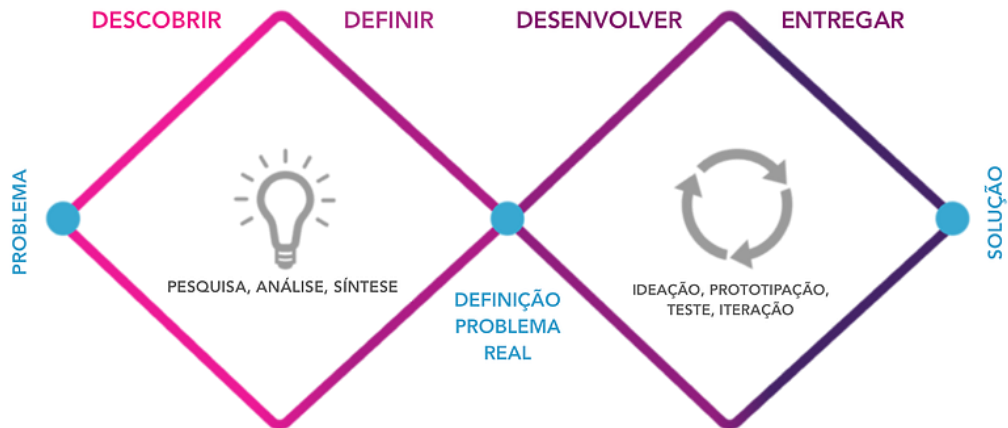 DESCOBRIR
DEFINIR
DESENVOLVER
ENTREGAR
PROBLEMA
PESQUISA, ANÁLISE, SÍNTESE
DEFINIÇÃO
PROBLEMA
REAL
IDEAÇÃO, PROTOTIPAÇÃO,
TESTE, ITERAÇÃO
SOLUÇÃO